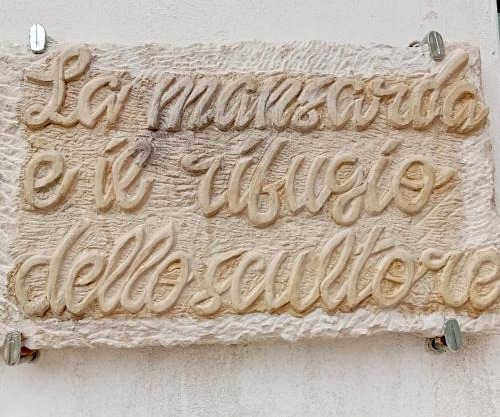 La mansarda
e il rifugio
dello scultore